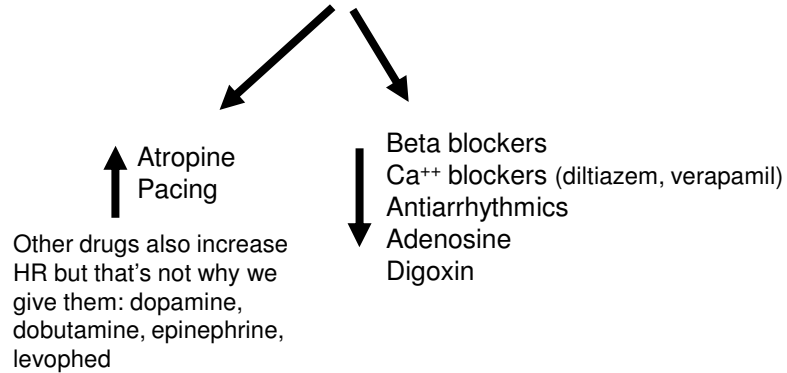 Atropine
Pacing
Other drugs also increase
HR but that's not why we
give them: dopamine,
dobutamine, epinephrine,
levophed
Beta blockers
Ca⁺⁺ blockers (diltiazem, verapamil)
Antiarrhythmics
Adenosine
Digoxin